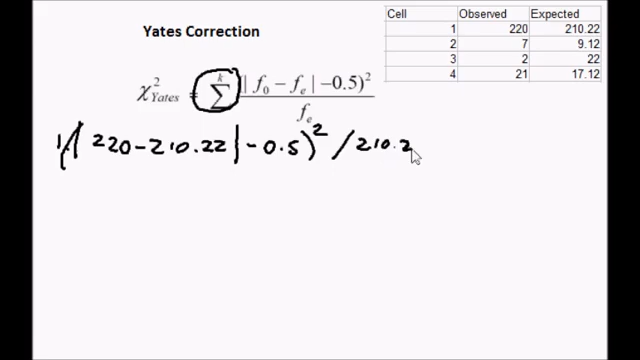 Yates Correction
Cell Observed Expected
1 220 210.22
2 7 9.12
3 2 22
4 21 17.12
χ²Yates = Σ k (| f₀ − fₑ | −0.5)² / fₑ
1. (| 220 - 210.22 | - 0.5)² / 210.2